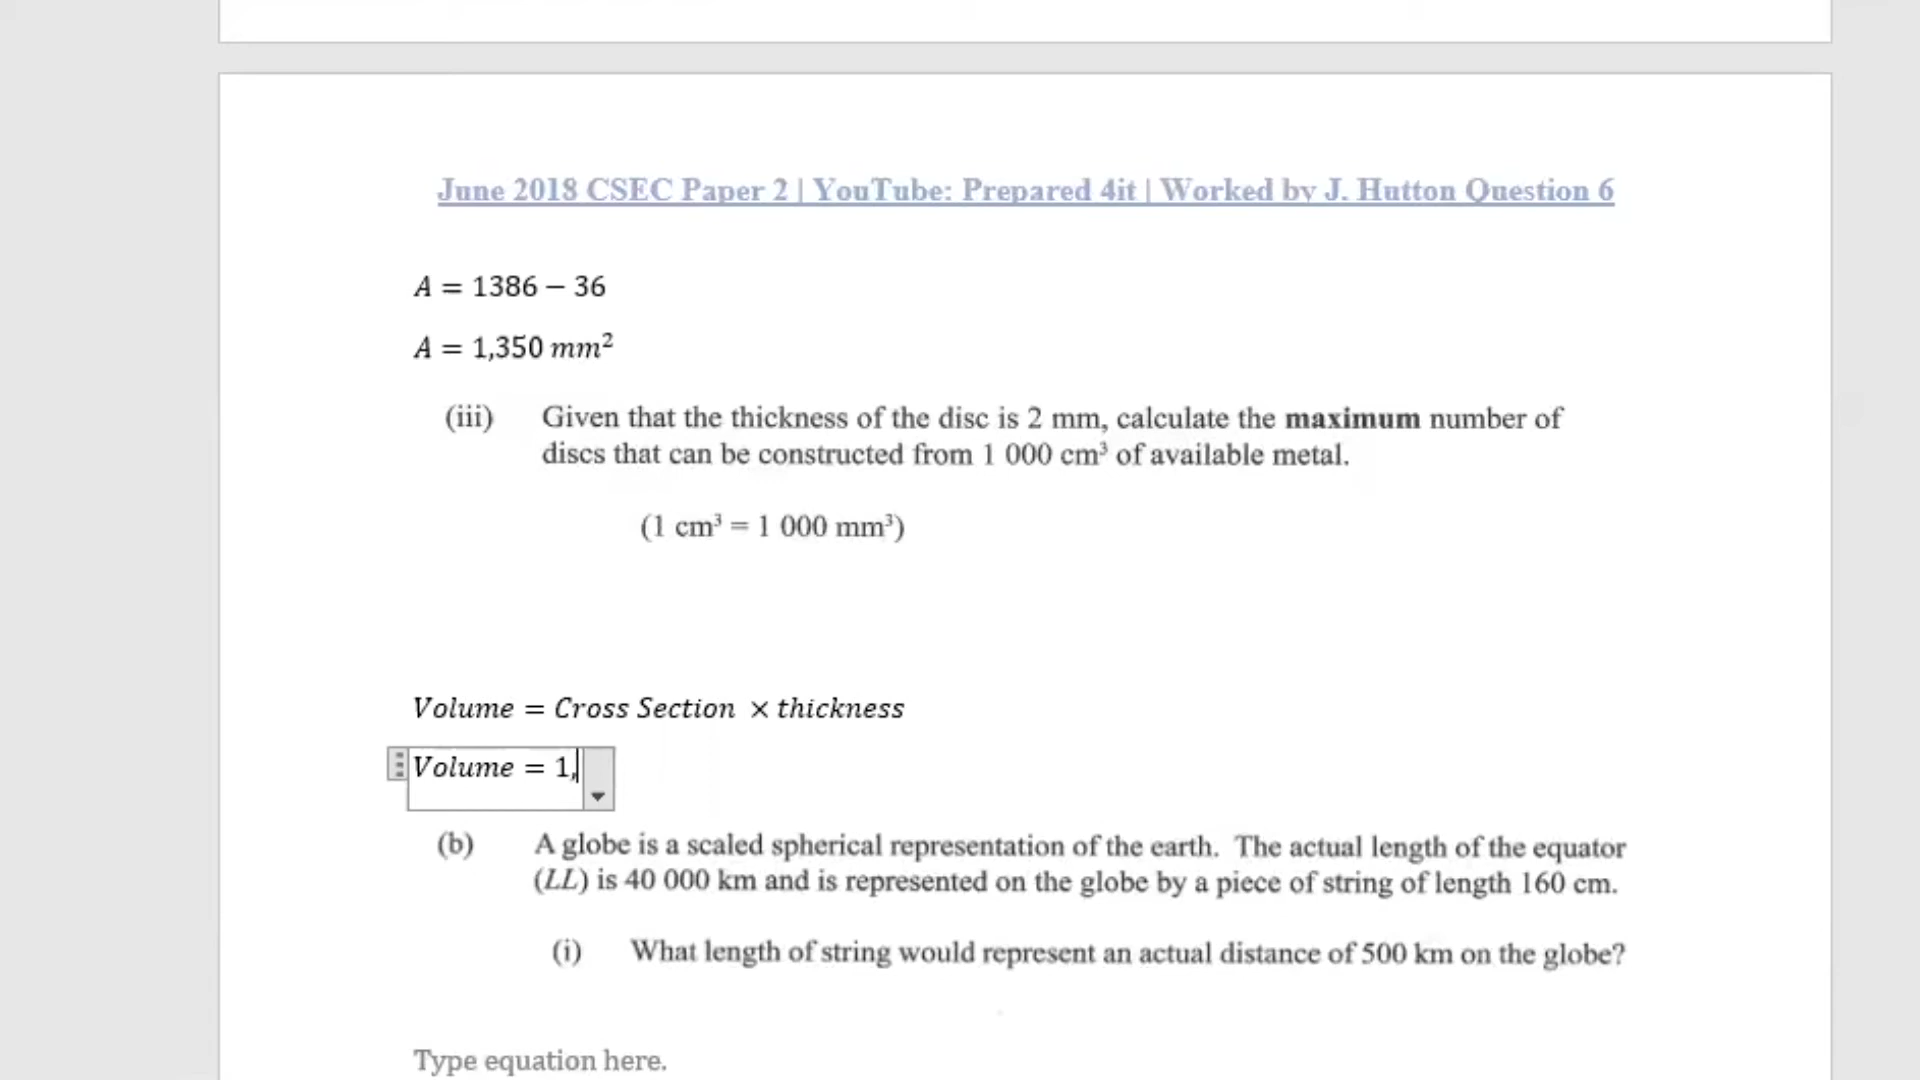 June 2018 CSEC Paper 2 | YouTube: Prepared 4it | Worked by J. Hutton Question 6
A = 1386 − 36
A = 1,350 mm²
(iii) Given that the thickness of the disc is 2 mm, calculate the maximum number of
discs that can be constructed from 1 000 cm³ of available metal.
(1 cm³ = 1 000 mm³)
Volume = Cross Section × thickness
Volume = 1,
(b) A globe is a scaled spherical representation of the earth. The actual length of the equator
(LL) is 40 000 km and is represented on the globe by a piece of string of length 160 cm.
(i) What length of string would represent an actual distance of 500 km on the globe?
Type equation here.